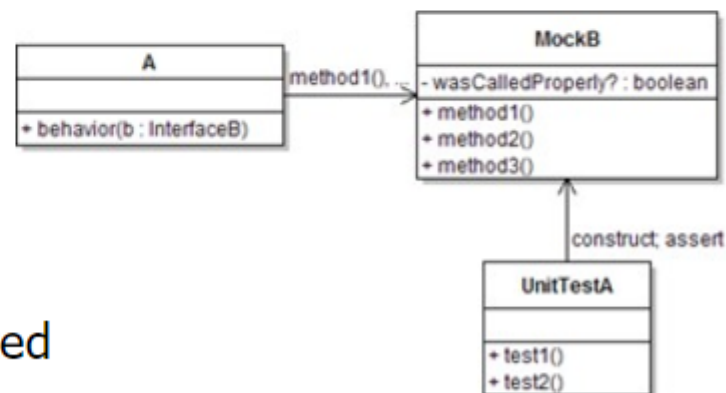 A
+ behavior(b : InterfaceB)
method1(), ...
MockB
- wasCalledProperly? : boolean
+ method1()
+ method2()
+ method3()
construct; assert
UnitTestA
+ test1()
+ test2()
ed